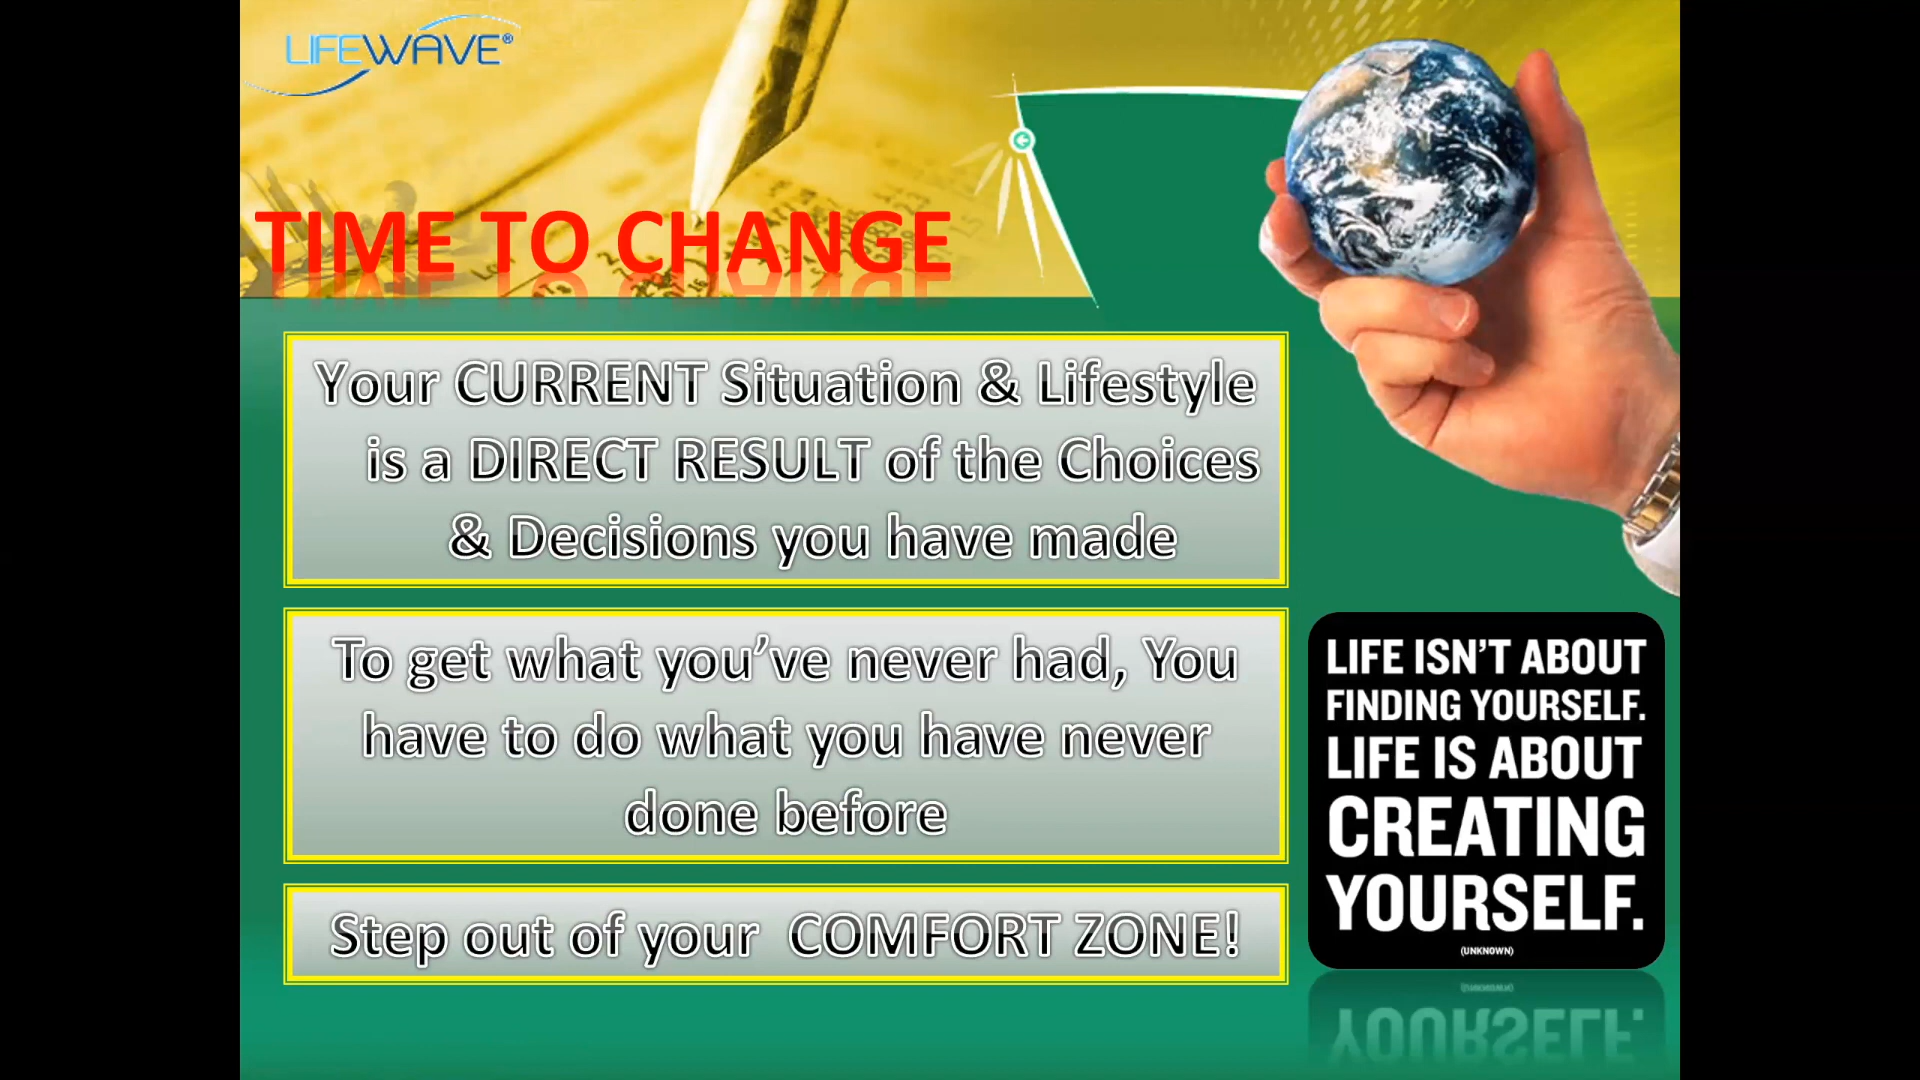 LIFEWAVE®
TIME TO CHANGE
Your CURRENT Situation & Lifestyle
is a DIRECT RESULT of the Choices
& Decisions you have made
To get what you’ve never had, You
have to do what you have never
done before
Step out of your COMFORT ZONE!
LIFE ISN’T ABOUT
FINDING YOURSELF.
LIFE IS ABOUT
CREATING
YOURSELF.
(UNKNOWN)